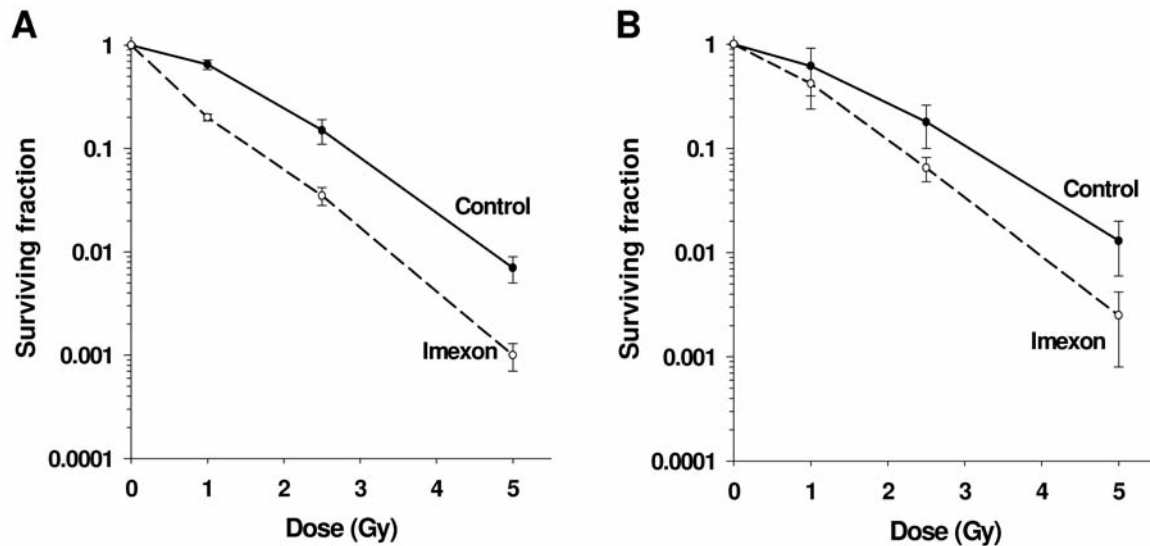 A
Surviving fraction
1
0.1
0.01
0.001
0.0001
Control
Imexon
0 1 2 3 4 5
Dose (Gy)
B
Surviving fraction
1
0.1
0.01
0.001
0.0001
Control
Imexon
0 1 2 3 4 5
Dose (Gy)